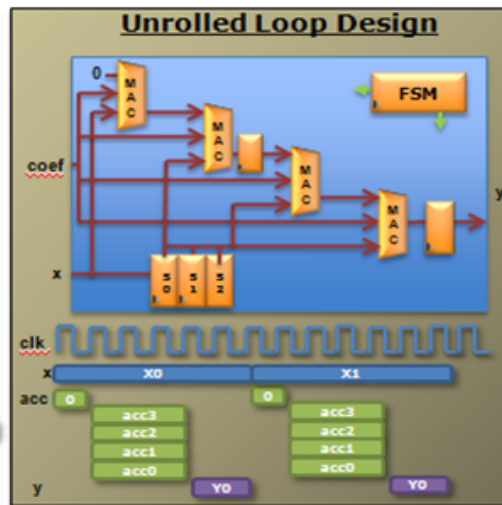 Unrolled Loop Design
0
MAC
FSM
MAC
coef
MAC
y
MAC
x
S0
S1
S2
clk
x
X0
X1
acc
0
0
acc3
acc3
acc2
acc2
acc1
acc1
acc0
acc0
y
Y0
Y0